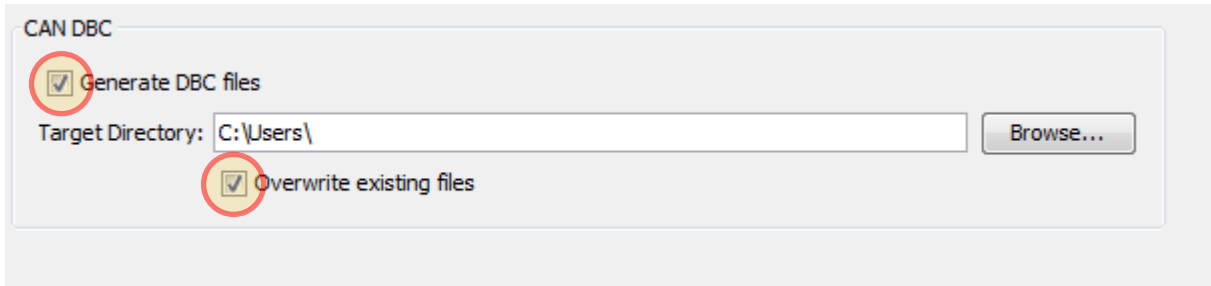 CAN DBC
Generate DBC files
Target Directory: C:\Users\ Browse...
Overwrite existing files